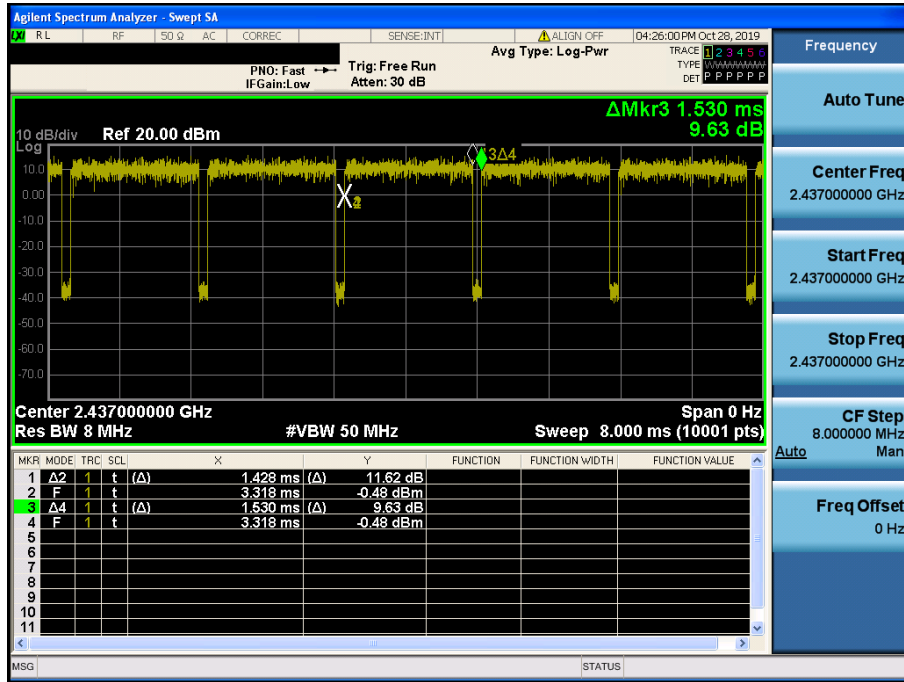 Agilent Spectrum Analyzer - Swept SA
LXI RL RF 50 Ω AC CORREC SENSE:INT ALIGN OFF 04:26:00 PM Oct 28, 2019
Avg Type: Log-Pwr
TRACE 1 2 3 4 5 6
TYPE WWWWWW
DET P P P P P P
PNO: Fast
IFGain:Low
Trig: Free Run
Atten: 30 dB
ΔMkr3 1.530 ms
9.63 dB
10 dB/div Ref 20.00 dBm
Log
3Δ4
10.0
0.00
-10.0
-20.0
-30.0
-40.0
-50.0
-60.0
-70.0
Center 2.437000000 GHz Span 0 Hz
Res BW 8 MHz #VBW 50 MHz Sweep 8.000 ms (10001 pts)
MKR MODE TRC SCL X Y FUNCTION FUNCTION WIDTH FUNCTION VALUE
1 Δ2 1 t (Δ) 1.428 ms (Δ) 11.62 dB
2 F 1 t 3.318 ms -0.48 dBm
3 Δ4 1 t (Δ) 1.530 ms (Δ) 9.63 dB
4 F 1 t 3.318 ms -0.48 dBm
5
6
7
8
9
10
11
MSG STATUS
Frequency
Auto Tune
Center Freq
2.437000000 GHz
Start Freq
2.437000000 GHz
Stop Freq
2.437000000 GHz
CF Step
8.000000 MHz
Auto Man
Freq Offset
0 Hz